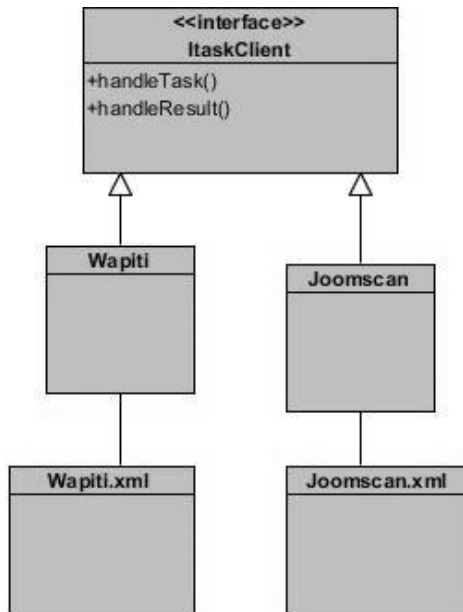 <<interface>>
ItaskClient
+handleTask()
+handleResult()
Wapiti
Joomscan
Wapiti.xml
Joomscan.xml